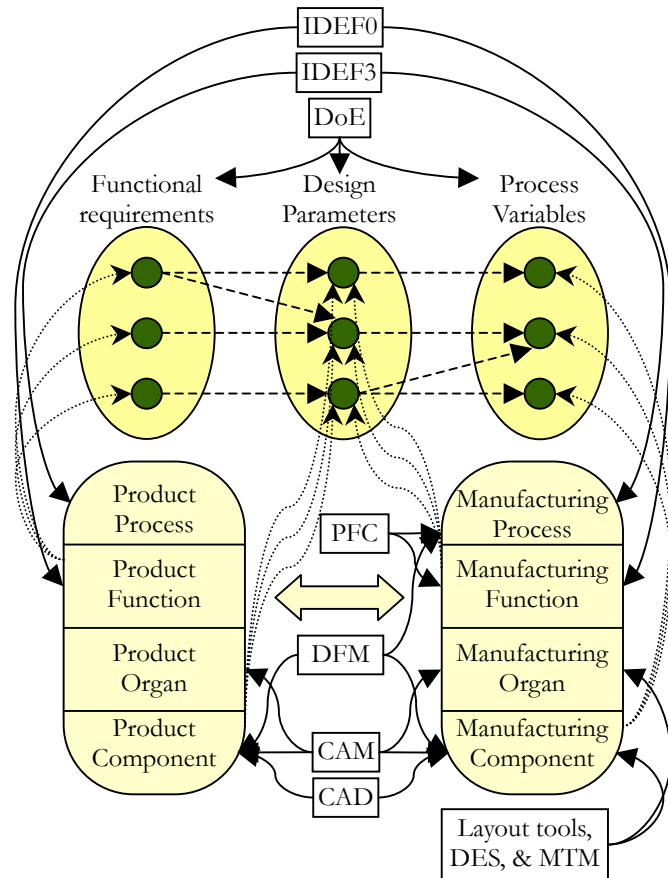 IDEF0
IDEF3
DoE
Functional
requirements
Design
Parameters
Process
Variables
Product
Process
Product
Function
Product
Organ
Product
Component
PFC
DFM
CAM
CAD
Manufacturing
Process
Manufacturing
Function
Manufacturing
Organ
Manufacturing
Component
Layout tools,
DES, & MTM